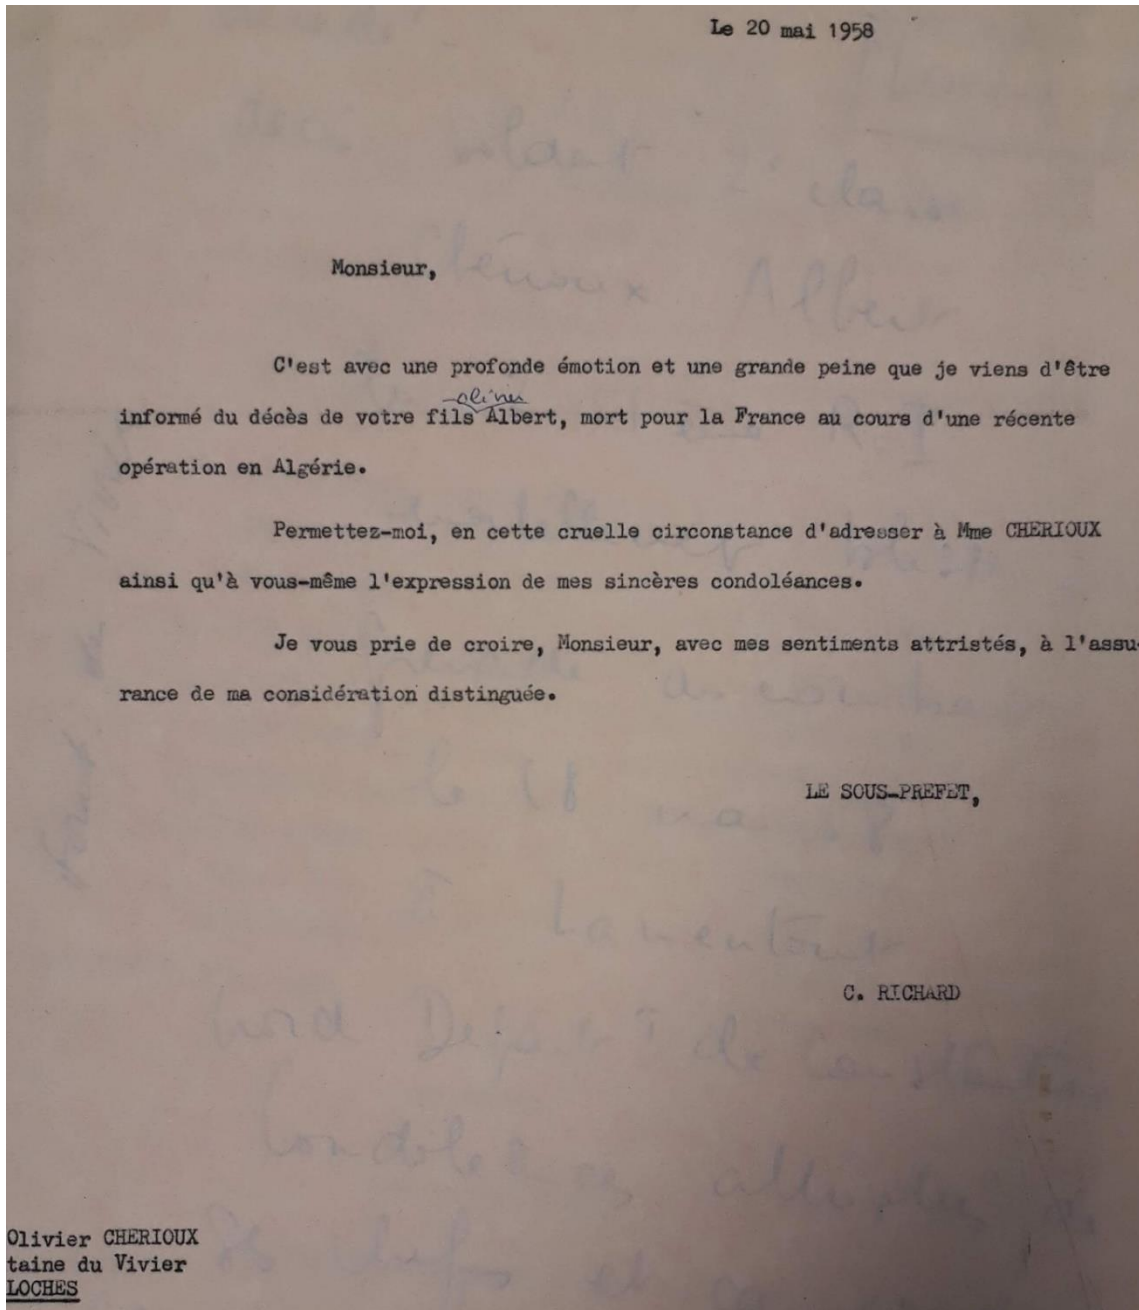 Le 20 mai 1958
Monsieur,
C'est avec une profonde émotion et une grande peine que je viens d'être
informé du décès de votre fils Albert, mort pour la France au cours d'une récente
opération en Algérie.
Permettez-moi, en cette cruelle circonstance d'adresser à Mme CHERIOUX
ainsi qu'à vous-même l'expression de mes sincères condoléances.
Je vous prie de croire, Monsieur, avec mes sentiments attristés, à l'assu-
rance de ma considération distinguée.
LE SOUS-PREFET,
C. RICHARD
Olivier CHERIOUX
taine du Vivier
LOCHES